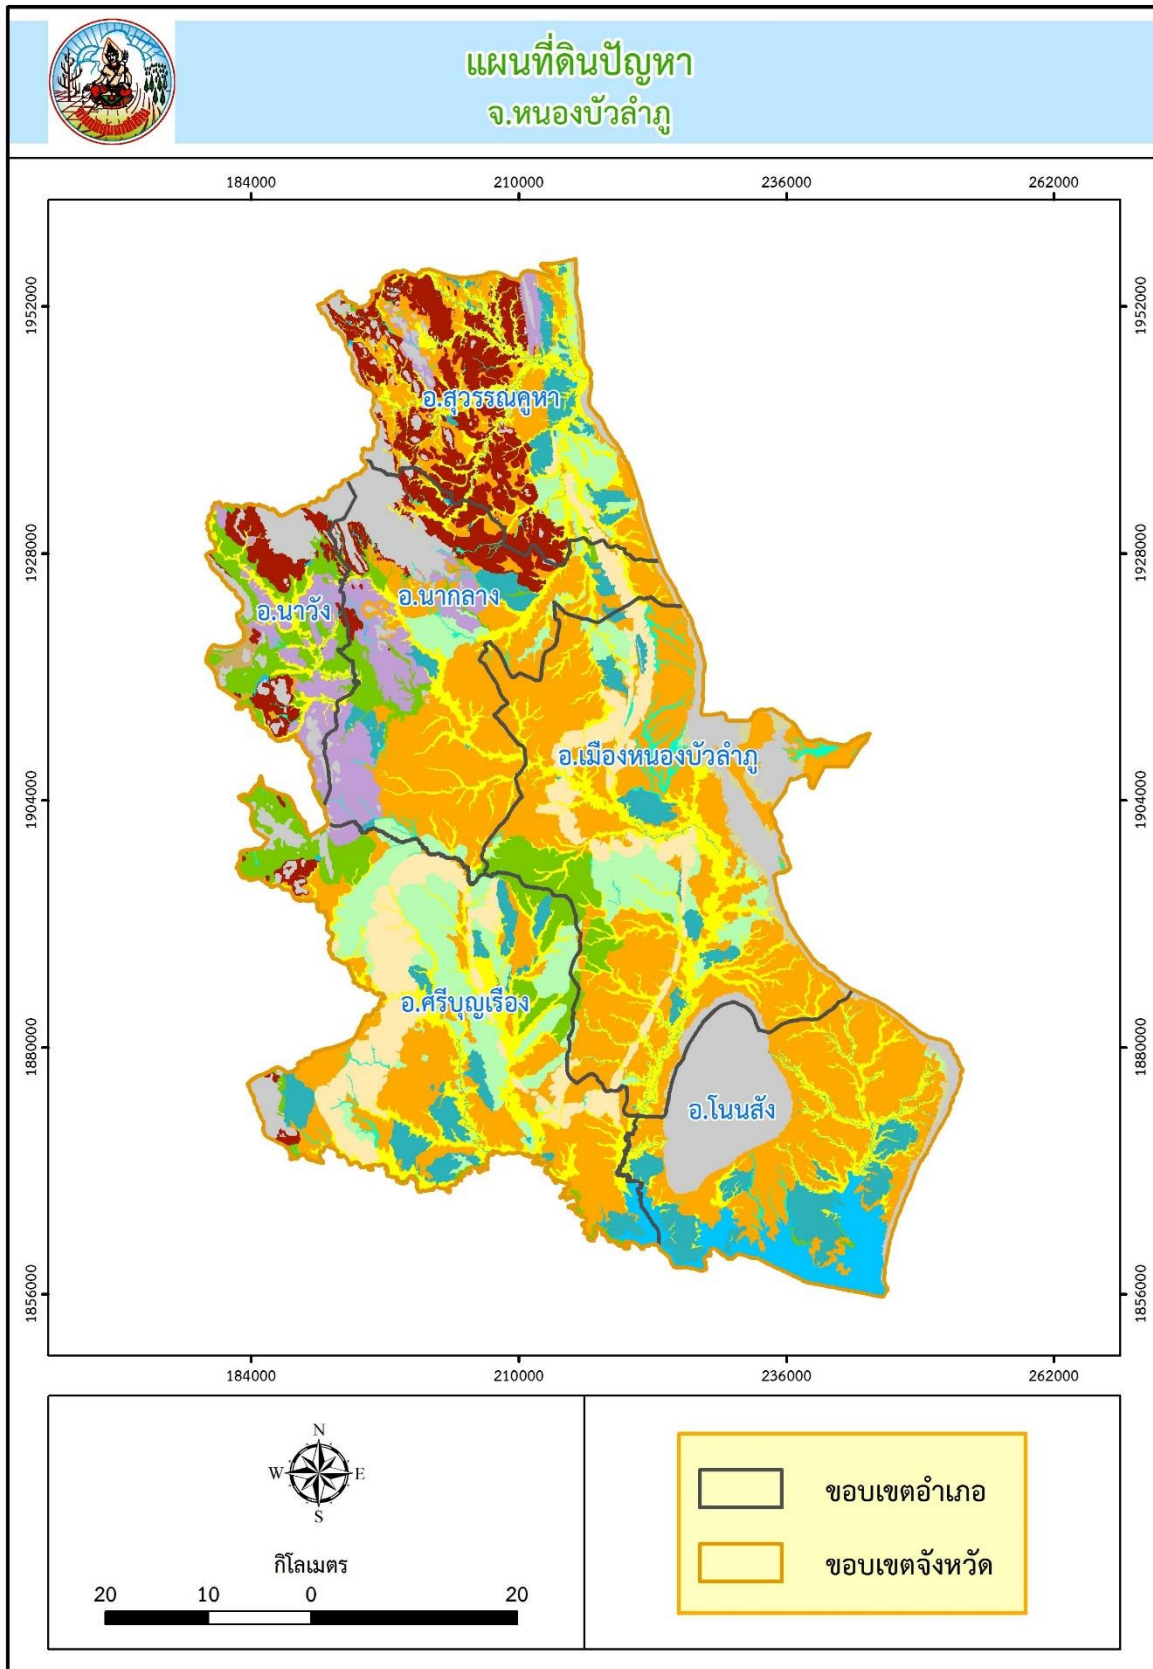 แผนที่ดินปัญหา
จ.หนองบัวลำภู
184000 210000 236000 262000
1952000 1952000
อ.สุวรรณคูหา
1928000 1928000
อ.นากลาง
อ.นาวัง
อ.เมืองหนองบัวลำภู
1904000 1904000
อ.ศรีบุญเรือง
1880000 1880000
อ.โนนสัง
1856000 1856000
184000 210000 236000 262000
N
W E
S
กิโลเมตร
20 10 0 20
ขอบเขตอำเภอ
ขอบเขตจังหวัด